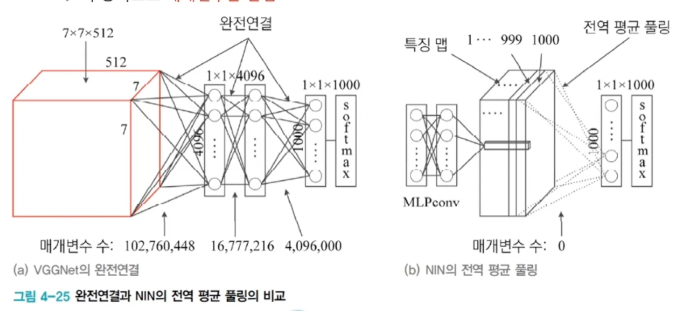 7×7×512
완전연결
512
7
7
1×1×4096
4096
1000
1×1×1000
softmax
매개변수 수: 102,760,448 16,777,216 4,096,000
(a) VGGNet의 완전연결
특징 맵
1 ··· 999 1000
전역 평균 풀링
1×1×1000
1000
softmax
MLPconv
매개변수 수: 0
(b) NIN의 전역 평균 풀링
그림 4-25 완전연결과 NIN의 전역 평균 풀링의 비교